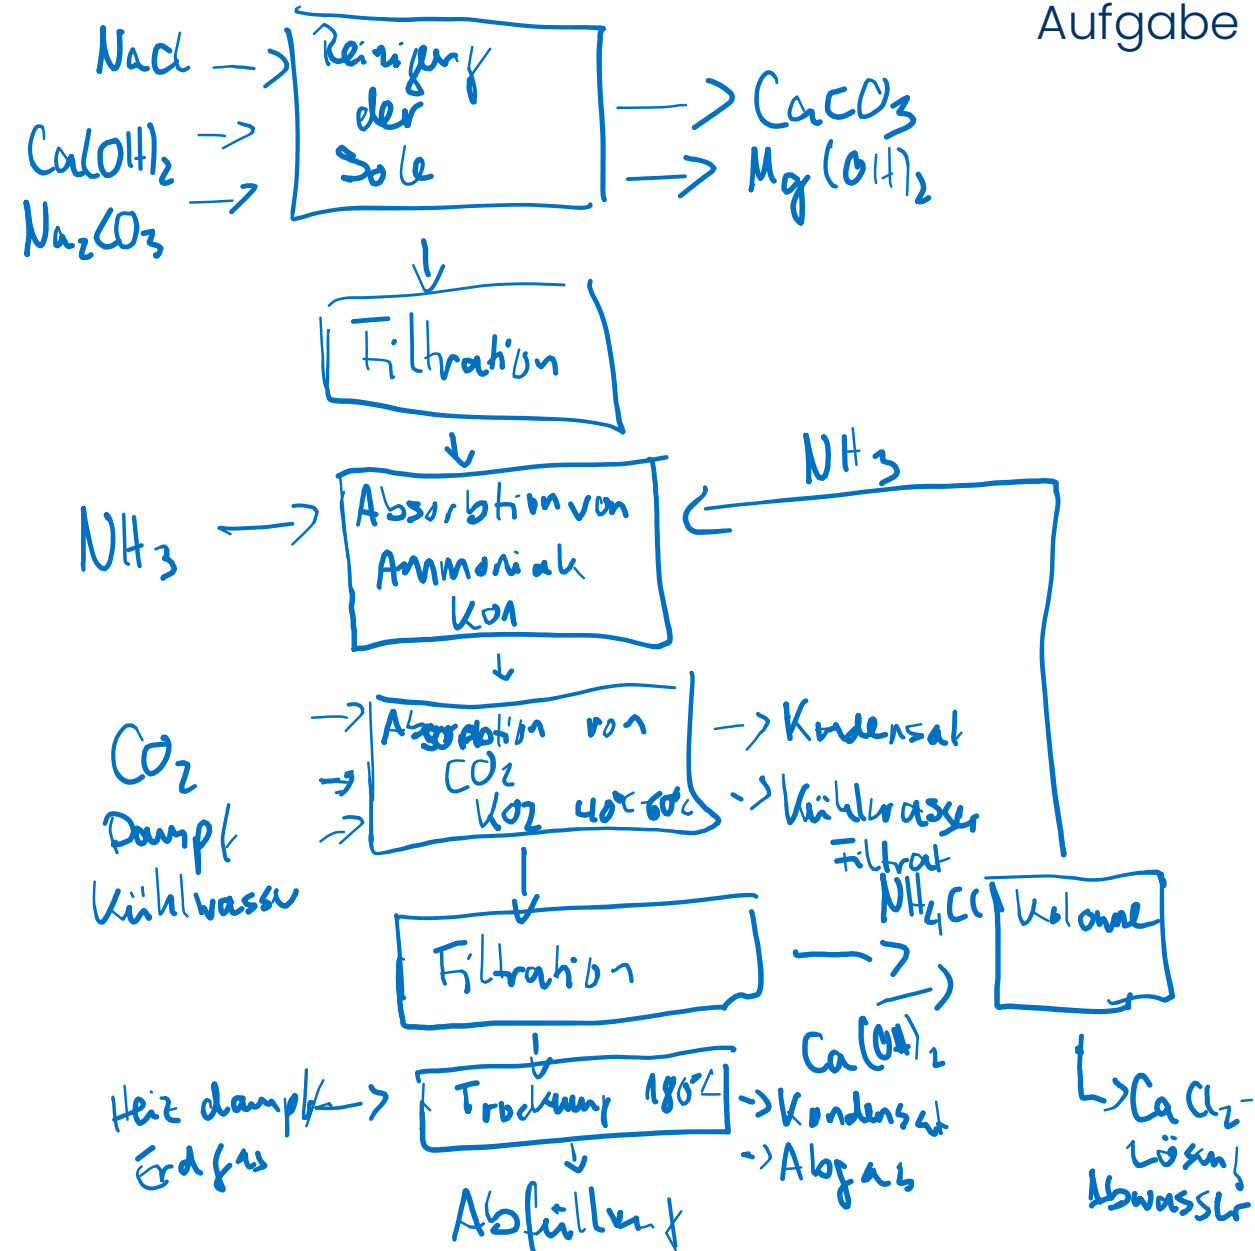 Aufgabe
NaCl
Ca(OH)2
Na2CO3
Reinigung
der
Sole
CaCO3
Mg(OH)2
Filtration
NH3
NH3
Absorbtion von
Ammoniak
Kon
CO2
Dampf
Kühlwasser
Absorbtion von
CO2
40°C-60°C
Kondensat
Kühlwasser
Filtrat
NH4Cl
Kolonne
Filtration
Ca(OH)2
Heizdampf
Erdgas
Trocknung 180°C
Kondensat
Abgas
CaCl2-
Lösung
Abwasser
Abfüllung